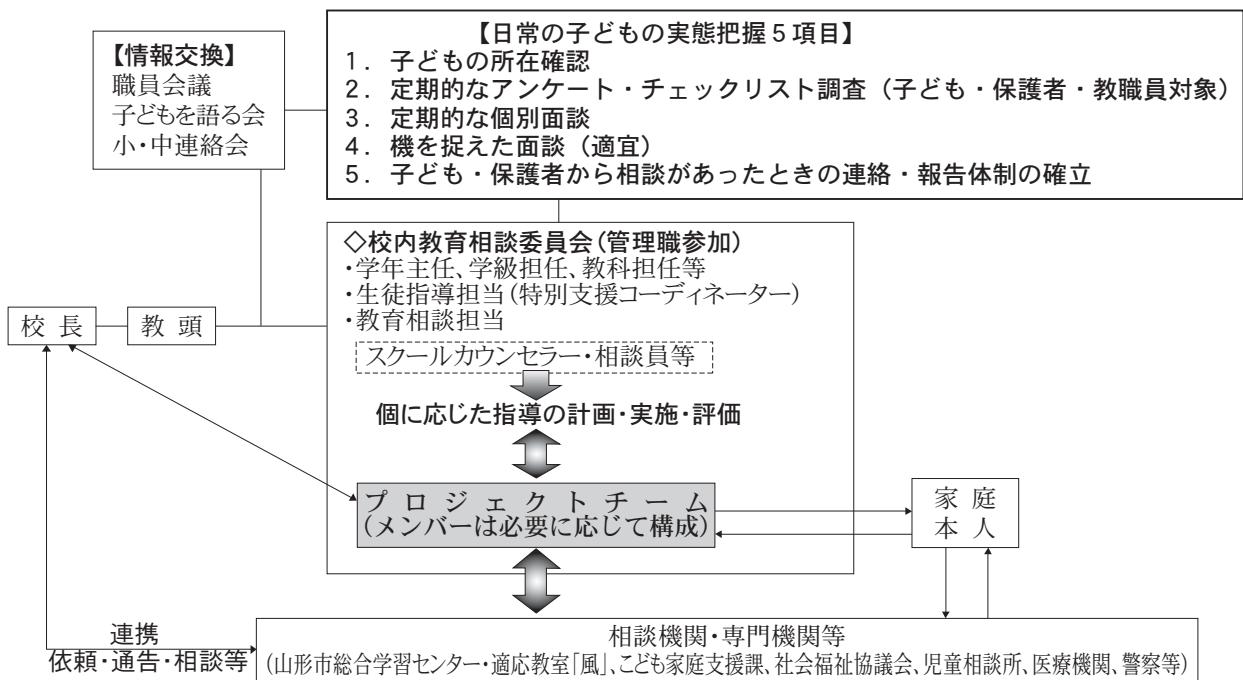 【情報交換】
職員会議
子どもを語る会
小・中連絡会
【日常の子どもの実態把握5項目】
1. 子どもの所在確認
2. 定期的なアンケート・チェックリスト調査（子ども・保護者・教職員対象）
3. 定期的な個別面談
4. 機を捉えた面談（適宜）
5. 子ども・保護者から相談があったときの連絡・報告体制の確立
◇校内教育相談委員会(管理職参加)
・学年主任、学級担任、教科担任等
・生徒指導担当(特別支援コーディネーター)
・教育相談担当
スクールカウンセラー・相談員等
個に応じた指導の計画・実施・評価
校 長
教 頭
プロジェクトチーム
(メンバーは必要に応じて構成)
家 庭
本 人
連携
依頼・通告・相談等
相談機関・専門機関等
(山形市総合学習センター・適応教室「風」、こども家庭支援課、社会福祉協議会、児童相談所、医療機関、警察等)